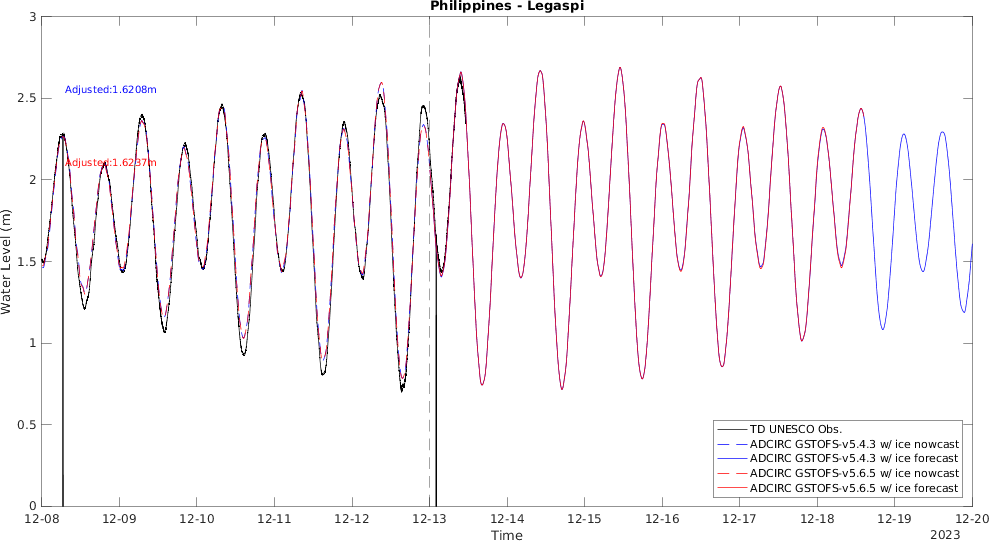 Philippines - Legaspi
Water Level (m)
3
2.5
2
1.5
1
0.5
0
Adjusted:1.6208m
Adjusted:1.6237m
TD UNESCO Obs.
ADCIRC GSTOFS-v5.4.3 w/ ice nowcast
ADCIRC GSTOFS-v5.4.3 w/ ice forecast
ADCIRC GSTOFS-v5.6.5 w/ ice nowcast
ADCIRC GSTOFS-v5.6.5 w/ ice forecast
12-08 12-09 12-10 12-11 12-12 12-13 12-14 12-15 12-16 12-17 12-18 12-19 12-20
Time
2023